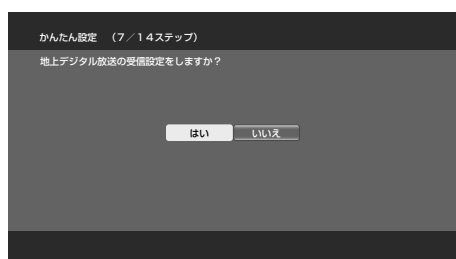 かんたん設定　（７／１４ステップ）
地上デジタル放送の受信設定をしますか？
はい　いいえ